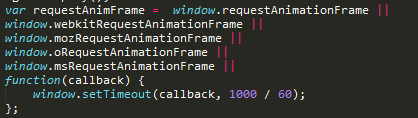 var requestAnimFrame =  window.requestAnimationFrame ||
window.webkitRequestAnimationFrame ||
window.mozRequestAnimationFrame ||
window.oRequestAnimationFrame ||
window.msRequestAnimationFrame ||
function(callback) {
    window.setTimeout(callback, 1000 / 60);
};